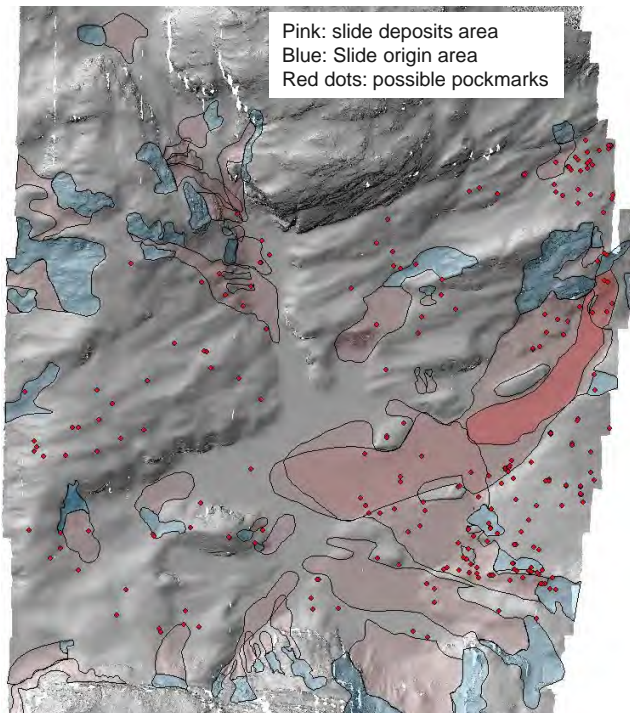 Pink: slide deposits area
Blue: Slide origin area
Red dots: possible pockmarks